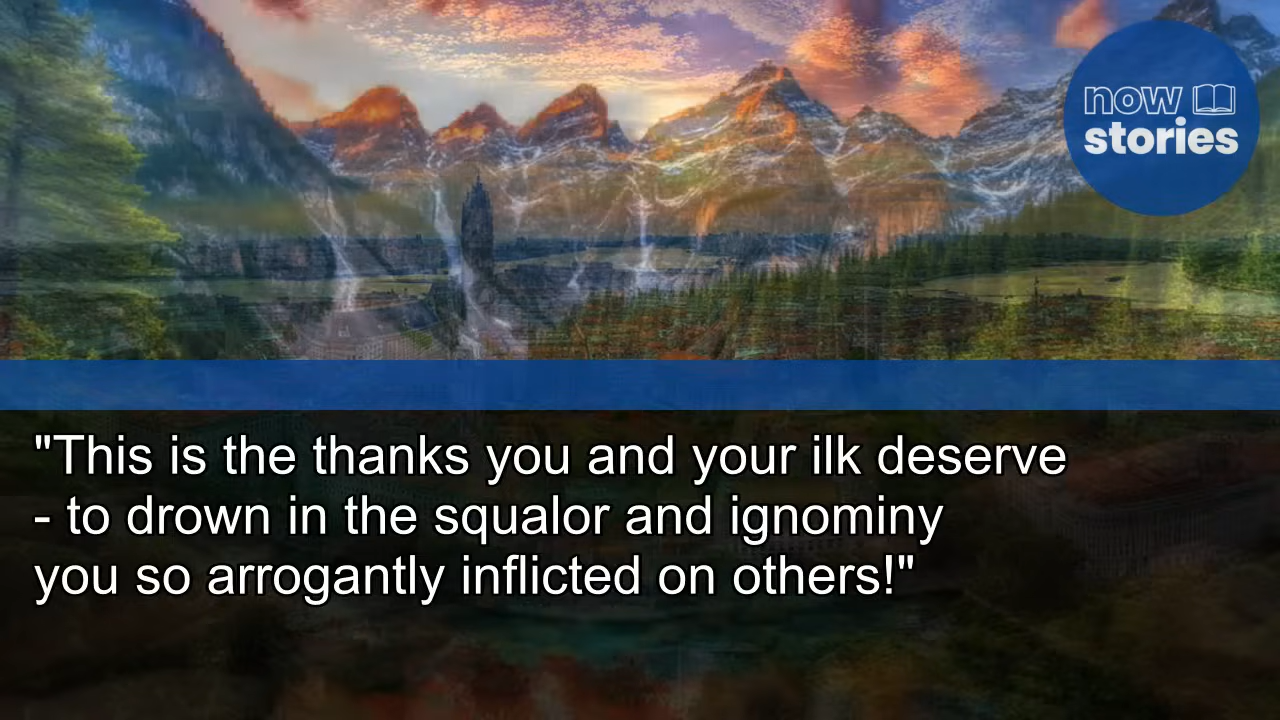 now
stories
"This is the thanks you and your ilk deserve
- to drown in the squalor and ignominy
you so arrogantly inflicted on others!"